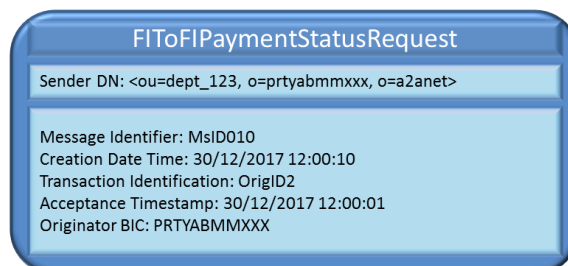 FIToFIPaymentStatusRequest
Sender DN: <ou=dept_123, o=prtyabmmxxx, o=a2anet>
Message Identifier: MsID010
Creation Date Time: 30/12/2017 12:00:10
Transaction Identification: OrigID2
Acceptance Timestamp: 30/12/2017 12:00:01
Originator BIC: PRTYABMMXXX